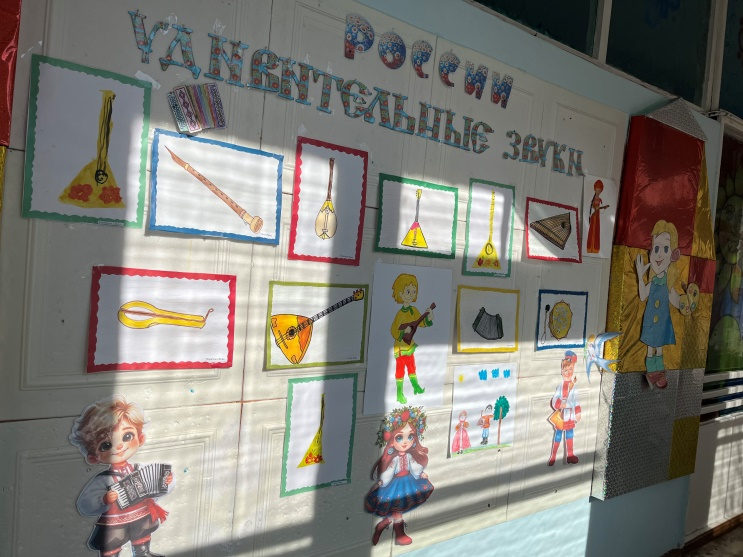 России
удивительные звуки